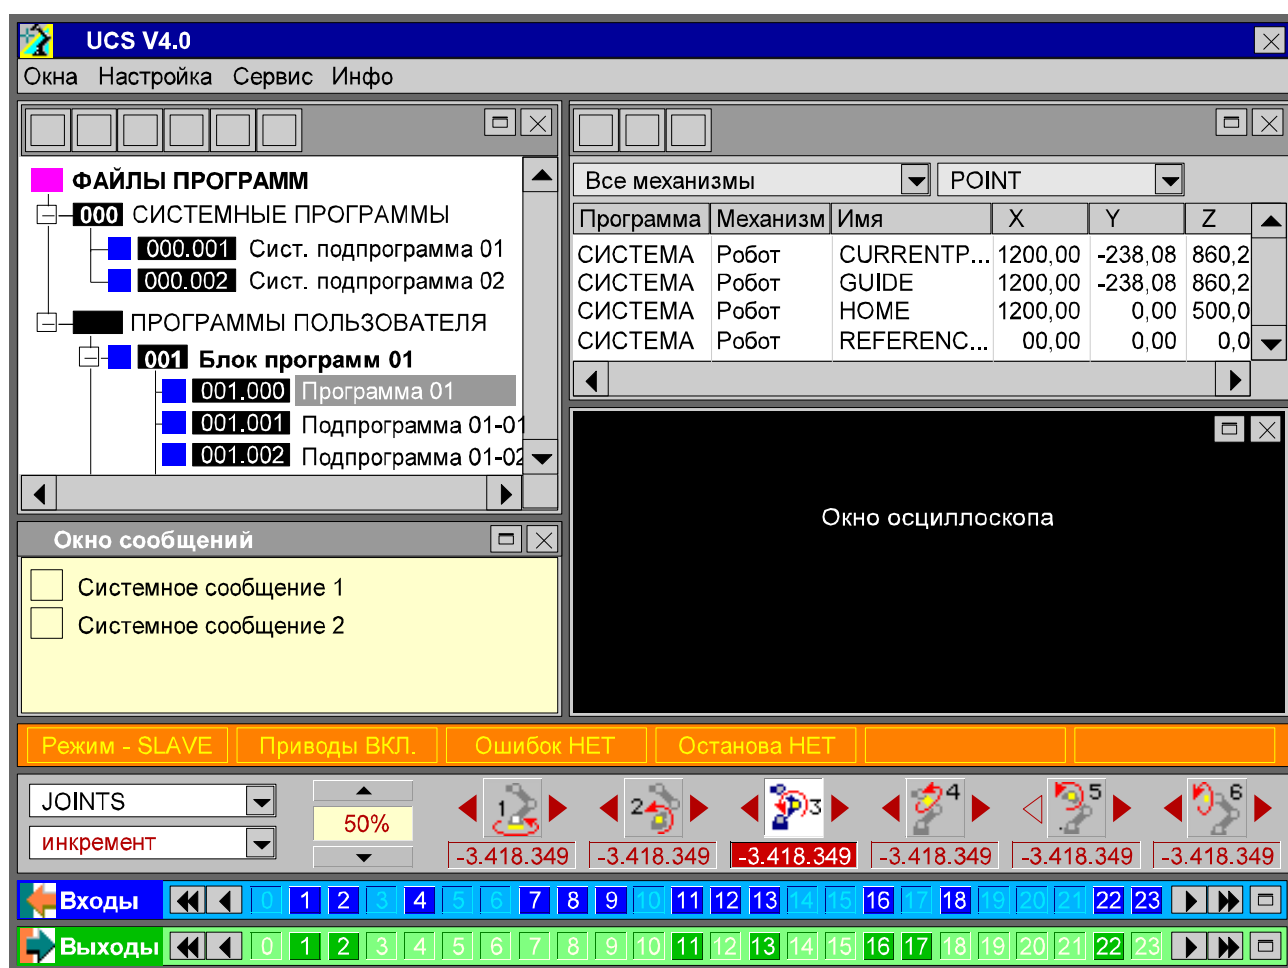 UCS V4.0
Окна Настройка Сервис Инфо
ФАЙЛЫ ПРОГРАММ
000 СИСТЕМНЫЕ ПРОГРАММЫ
000.001 Сист. подпрограмма 01
000.002 Сист. подпрограмма 02
ПРОГРАММЫ ПОЛЬЗОВАТЕЛЯ
001 Блок программ 01
001.000 Программа 01
001.001 Подпрограмма 01-01
001.002 Подпрограмма 01-02
Все механизмы POINT
Программа Механизм Имя X Y Z
СИСТЕМА Робот CURRENTP... 1200,00 -238,08 860,2
СИСТЕМА Робот GUIDE 1200,00 -238,08 860,2
СИСТЕМА Робот HOME 1200,00 0,00 500,0
СИСТЕМА Робот REFERENC... 00,00 0,00 0,0
Окно осциллоскопа
Окно сообщений
Системное сообщение 1
Системное сообщение 2
Режим - SLAVE Приводы ВКЛ. Ошибок НЕТ Останова НЕТ
JOINTS
инкремент
50%
1 2 3 4 5 6
-3.418.349 -3.418.349 -3.418.349 -3.418.349 -3.418.349 -3.418.349
Входы 0 1 2 3 4 5 6 7 8 9 10 11 12 13 14 15 16 17 18 19 20 21 22 23
Выходы 0 1 2 3 4 5 6 7 8 9 10 11 12 13 14 15 16 17 18 19 20 21 22 23